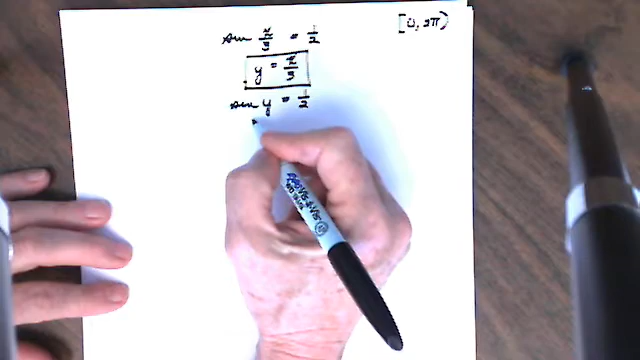 sin x/3 = 1/2 [0, 2π)
y = x/3
sin y = 1/2